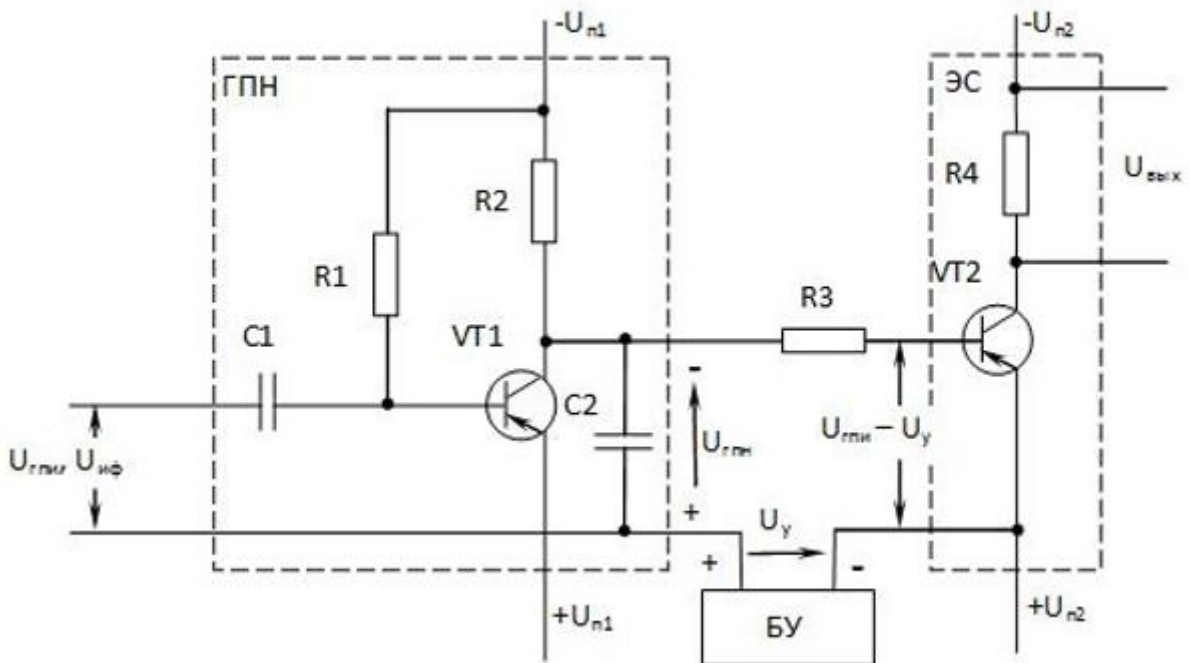 -Uп1
-Uп2
ГПН
ЭС
R2
R4
Uвых
R1
VT2
R3
C1
VT1
C2
-
Uгпи, Uиф
Uгпн
Uгпи – Uу
+
Uу
+
-
+Uп1
БУ
+Uп2